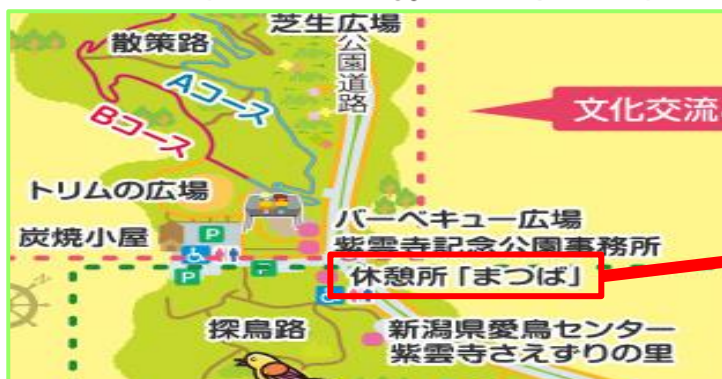 芝生広場
散策路
公園道路
Aコース
Bコース
文化交流
トリムの広場
P
バーベキュー広場
炭焼小屋
紫雲寺記念公園事務所
P
P
休憩所「まつば」
探鳥路
新潟県愛鳥センター
紫雲寺さえずりの里